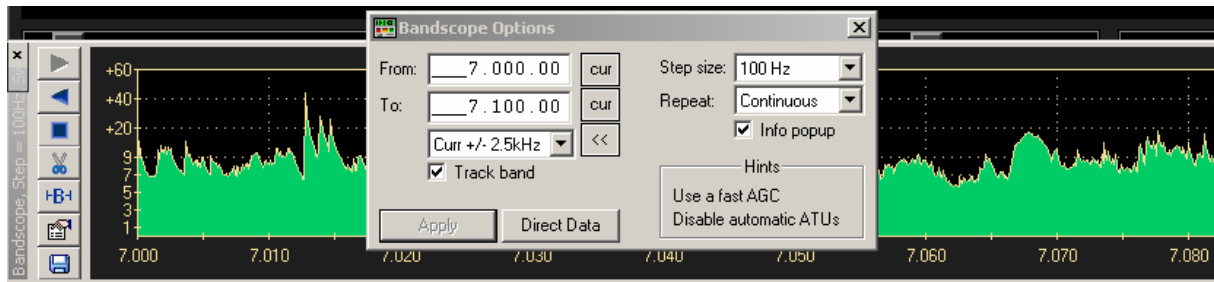 Bandscope Options
From: ___7.000.00 cur
To: ___7.100.00 cur
Curr +/- 2.5kHz <<
Track band
Apply Direct Data
Step size: 100 Hz
Repeat: Continuous
Info popup
Hints
Use a fast AGC
Disable automatic ATUs
Bandscope, Step = 100Hz
+60
+40
+20
9
7
5
3
1
B
7.000 7.010 7.020 7.030 7.040 7.050 7.060 7.070 7.080